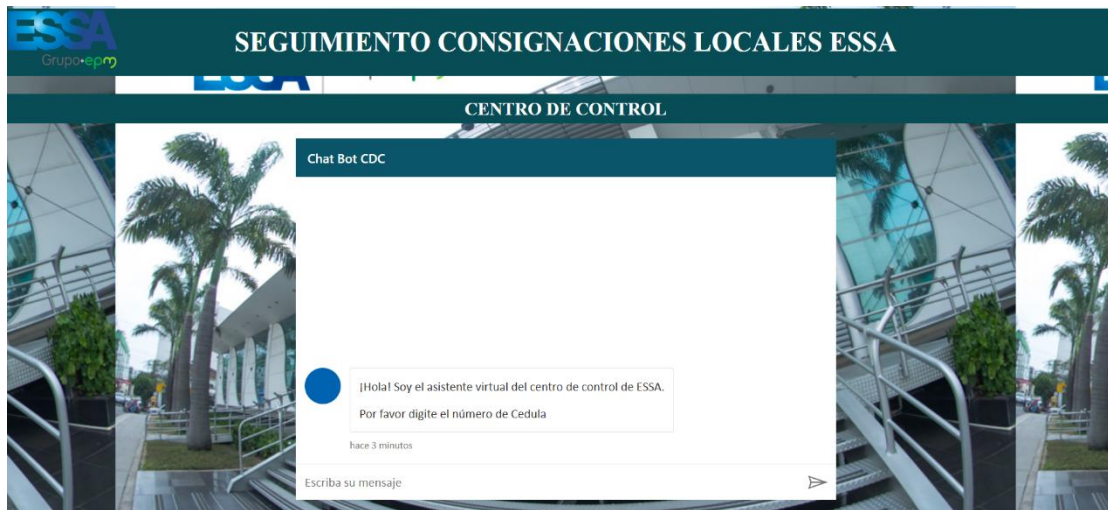 ESSA
Grupo·epm
SEGUIMIENTO CONSIGNACIONES LOCALES ESSA
CENTRO DE CONTROL
Chat Bot CDC
¡Hola! Soy el asistente virtual del centro de control de ESSA.
Por favor digite el número de Cedula
hace 3 minutos
Escriba su mensaje